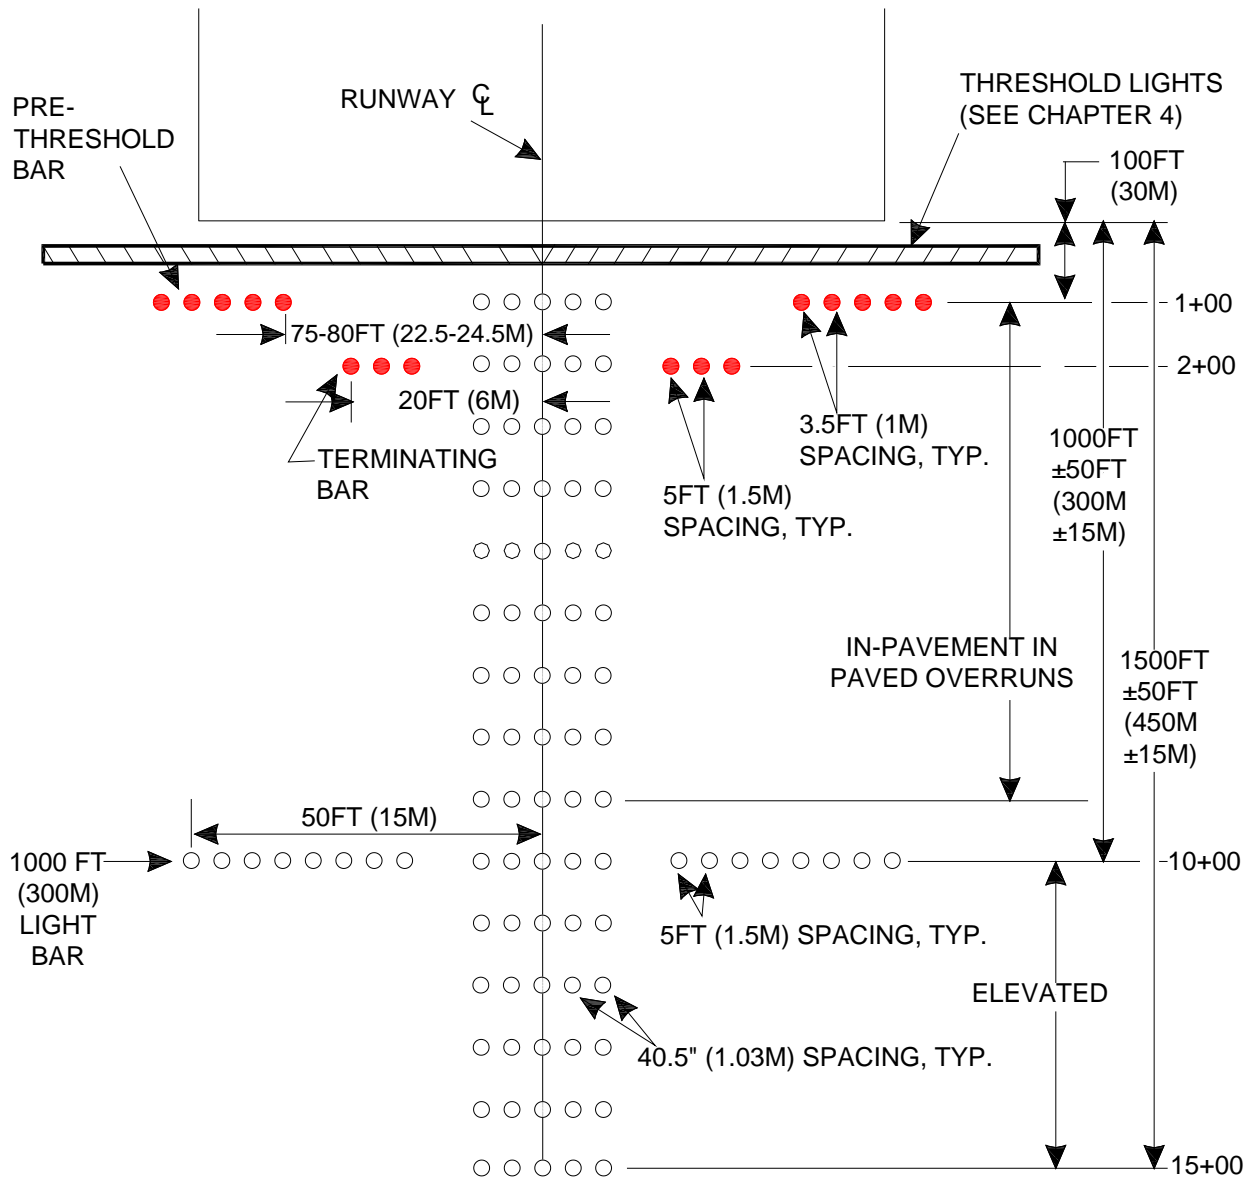 PRE-
THRESHOLD
BAR
RUNWAY ℄
THRESHOLD LIGHTS
(SEE CHAPTER 4)
100FT
(30M)
1+00
75-80FT (22.5-24.5M)
2+00
20FT (6M)
TERMINATING
BAR
3.5FT (1M)
SPACING, TYP.
5FT (1.5M)
SPACING, TYP.
1000FT
±50FT
(300M
±15M)
IN-PAVEMENT IN
PAVED OVERRUNS
1500FT
±50FT
(450M
±15M)
50FT (15M)
1000 FT
(300M)
LIGHT
BAR
10+00
5FT (1.5M) SPACING, TYP.
ELEVATED
40.5" (1.03M) SPACING, TYP.
15+00